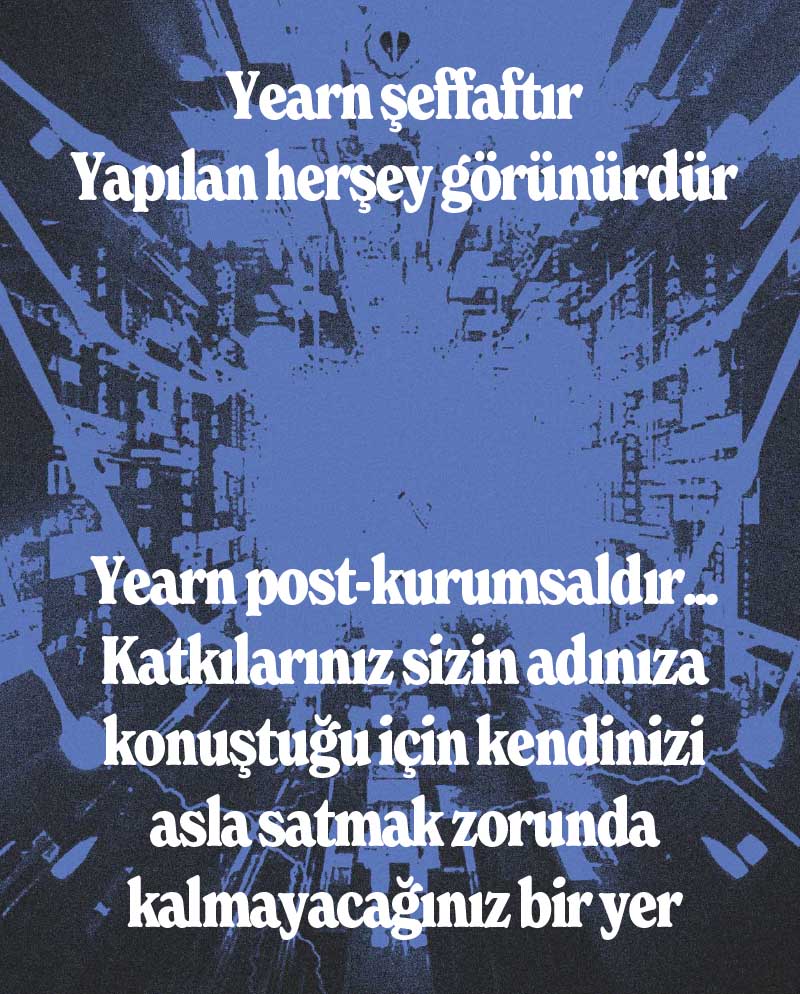 Yearn şeffaftır
Yapılan herşey görünürdür
Yearn post-kurumsaldır...
Katkılarınız sizin adınıza
konuştuğu için kendinizi
asla satmak zorunda
kalmayacağınız bir yer